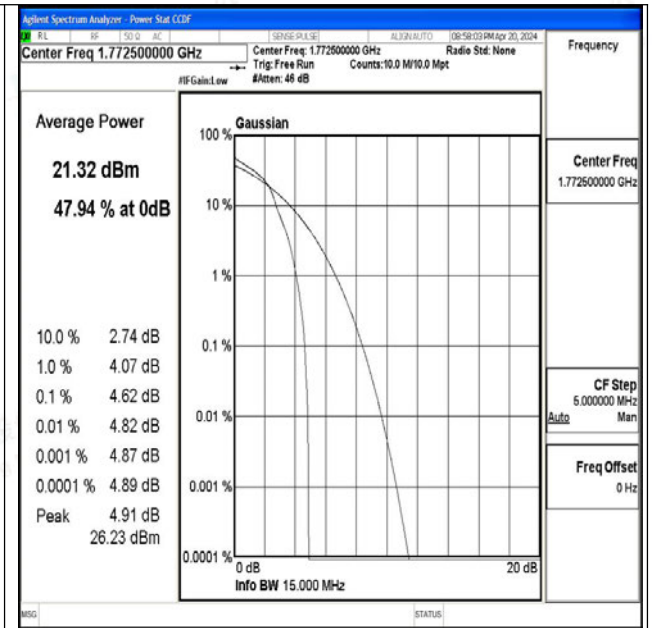 Agilent Spectrum Analyzer - Power Stat CCDF
RL RF 50 Ω AC SENSE:PULSE ALIGN AUTO 08:58:03 PM Apr 20, 2024
Center Freq 1.772500000 GHz
Center Freq: 1.772500000 GHz Radio Std: None
Trig: Free Run Counts:10.0 M/10.0 Mpt
#IFGain:Low #Atten: 46 dB
Frequency
Average Power
21.32 dBm
47.94 % at 0dB
10.0 % 2.74 dB
1.0 % 4.07 dB
0.1 % 4.62 dB
0.01 % 4.82 dB
0.001 % 4.87 dB
0.0001 % 4.89 dB
Peak 4.91 dB
26.23 dBm
Gaussian
100 %
10 %
1 %
0.1 %
0.01 %
0.001 %
0.0001 %
0 dB 20 dB
Info BW 15.000 MHz
Center Freq
1.772500000 GHz
CF Step
5.000000 MHz
Auto Man
Freq Offset
0 Hz
MSG STATUS